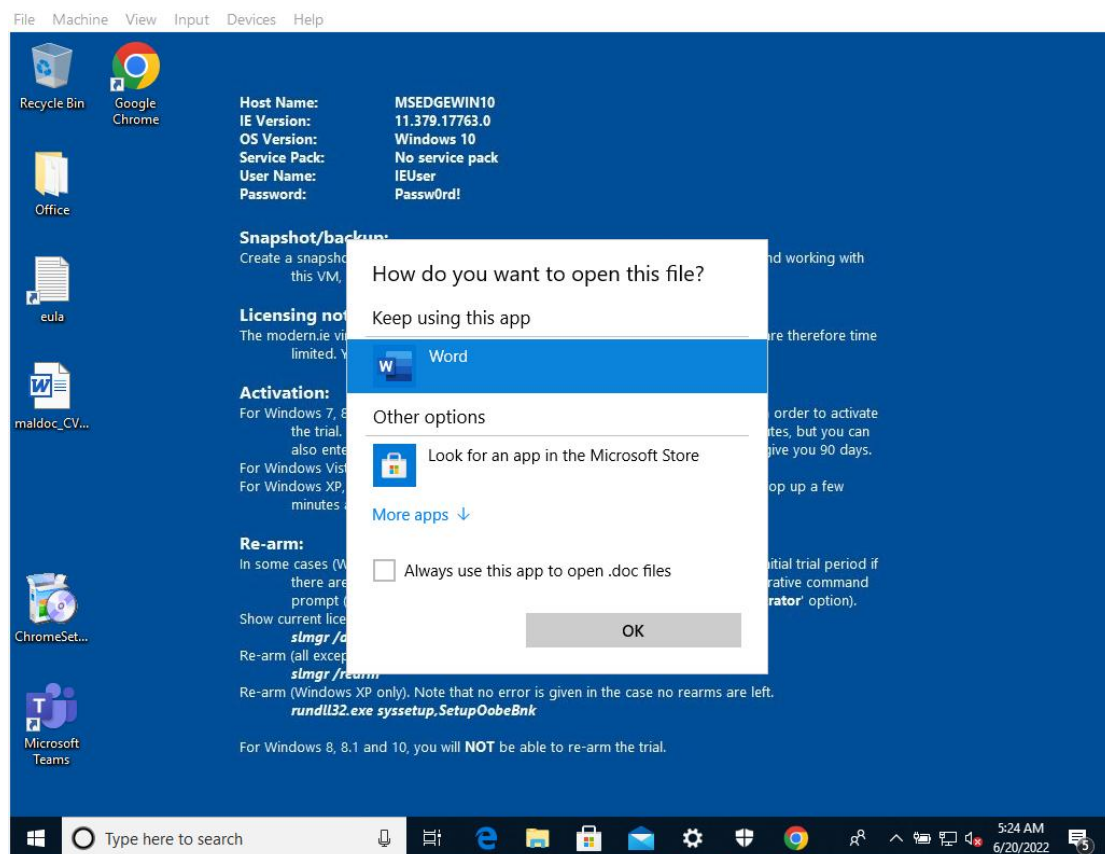 File Machine View Input Devices Help
Recycle Bin
Google Chrome
Office
eula
maldoc_CV...
ChromeSet...
Microsoft Teams
Host Name: MSEDGEWIN10
IE Version: 11.379.17763.0
OS Version: Windows 10
Service Pack: No service pack
User Name: IEUser
Password: Passw0rd!
Snapshot/backup:
Create a snapsho
nd working with
this VM,
Licensing not
The modern.ie vi
re therefore time
limited. Y
Activation:
For Windows 7, 8
order to activate
the trial.
tes, but you can
also ente
give you 90 days.
For Windows Vist
For Windows XP,
op up a few
minutes
Re-arm:
In some cases (W
itial trial period if
there are
rative command
prompt (
rator' option).
Show current lice
slmgr /d
Re-arm (all excep
slmgr /rearm
Re-arm (Windows XP only). Note that no error is given in the case no rearms are left.
rundll32.exe syssetup,SetupOobeBnk
For Windows 8, 8.1 and 10, you will NOT be able to re-arm the trial.
How do you want to open this file?
Keep using this app
Word
Other options
Look for an app in the Microsoft Store
More apps
Always use this app to open .doc files
OK
Type here to search
5:24 AM
6/20/2022
5